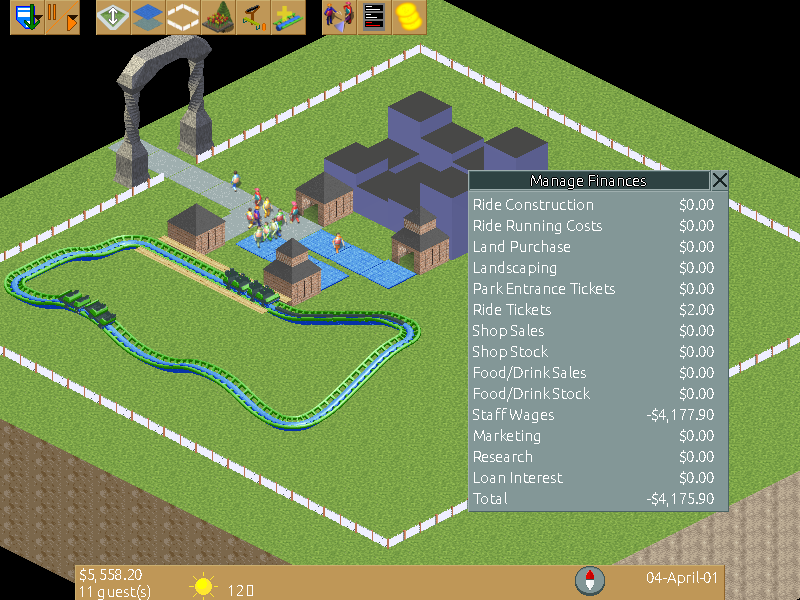 Manage Finances
Ride Construction $0.00
Ride Running Costs $0.00
Land Purchase $0.00
Landscaping $0.00
Park Entrance Tickets $0.00
Ride Tickets $2.00
Shop Sales $0.00
Shop Stock $0.00
Food/Drink Sales $0.00
Food/Drink Stock $0.00
Staff Wages -$4,177.90
Marketing $0.00
Research $0.00
Loan Interest $0.00
Total -$4,175.90
$5,558.20
11 guest(s)
12
04-April-01